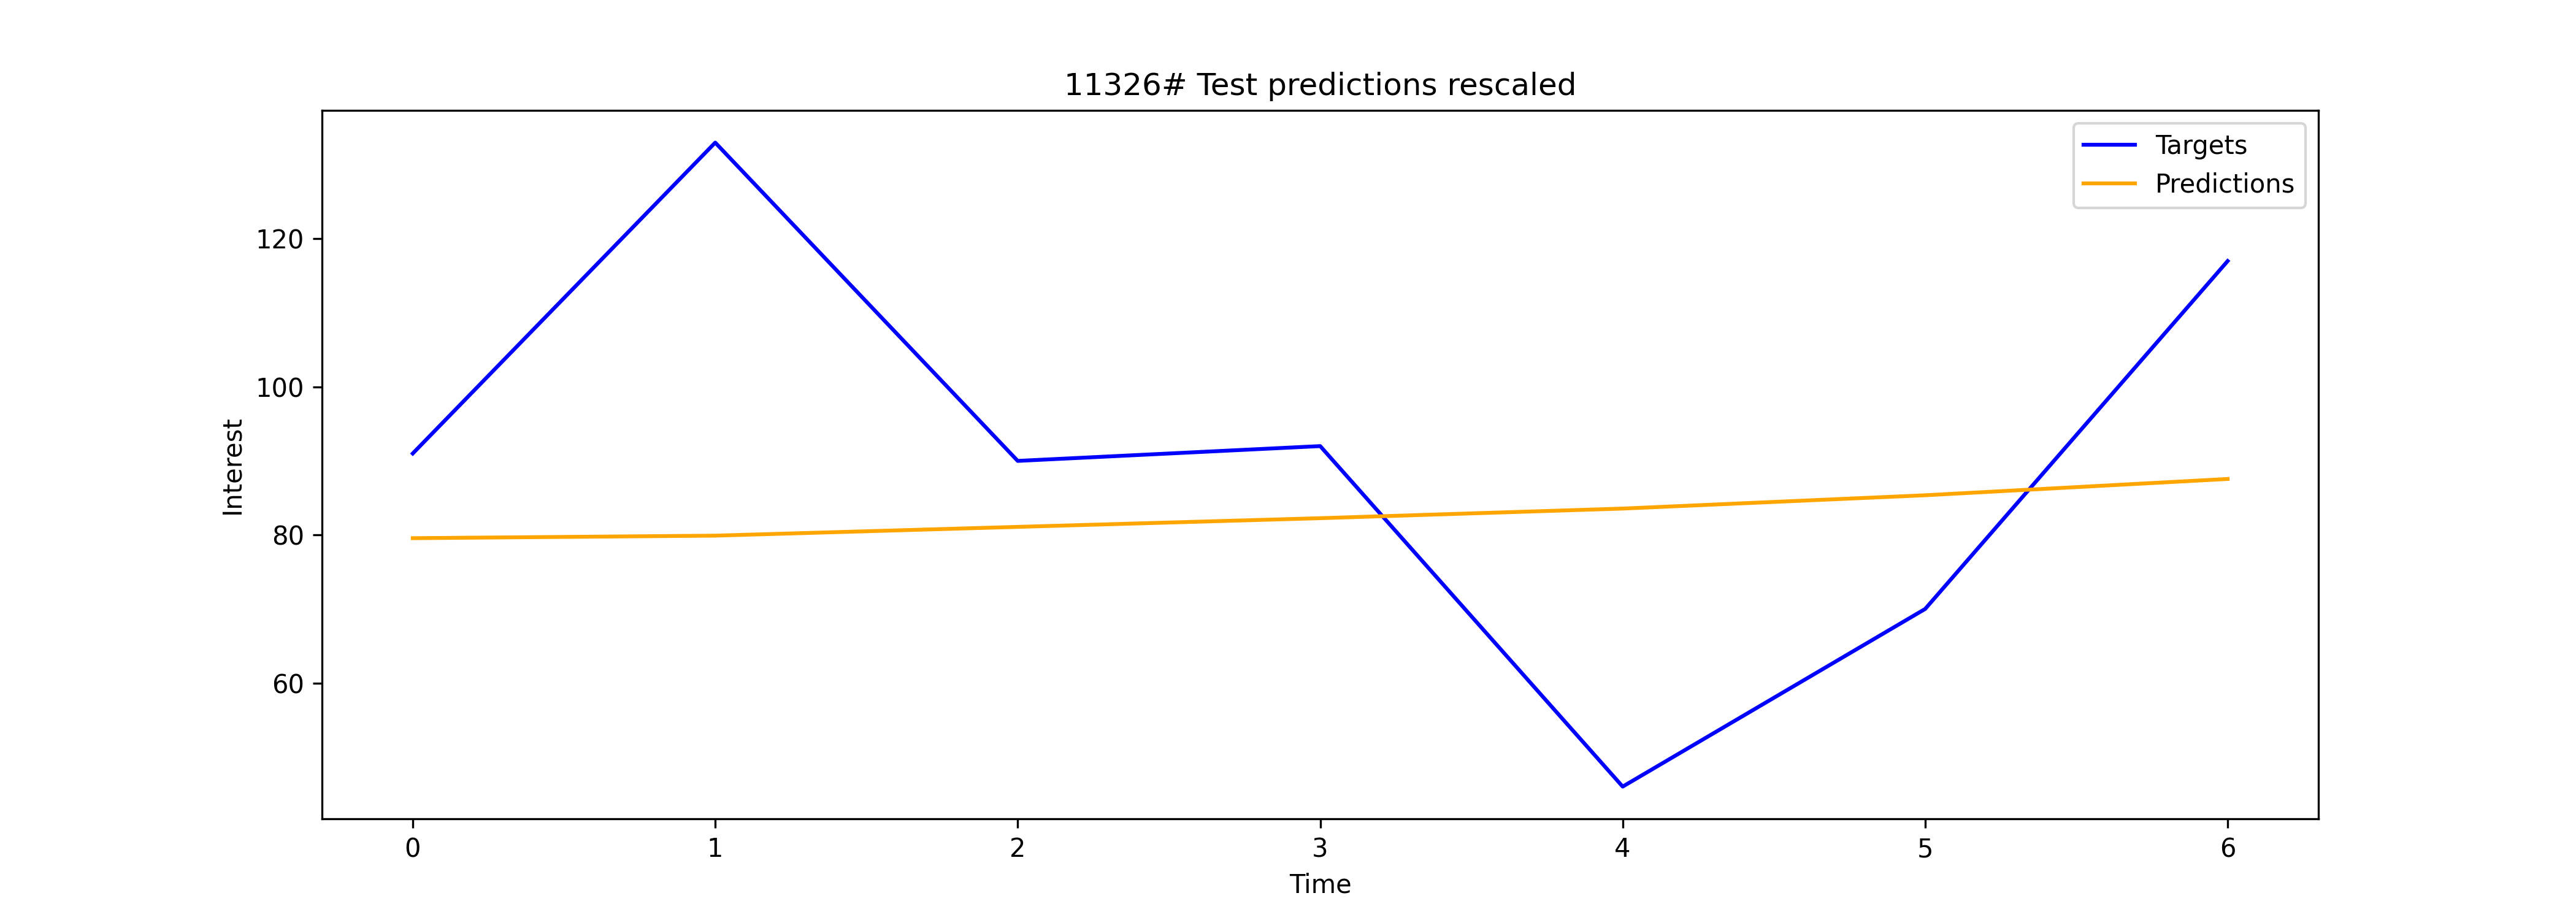 11326# Test predictions rescaled
Targets
Predictions
120
100
80
60
Interest
0 1 2 3 4 5 6
Time